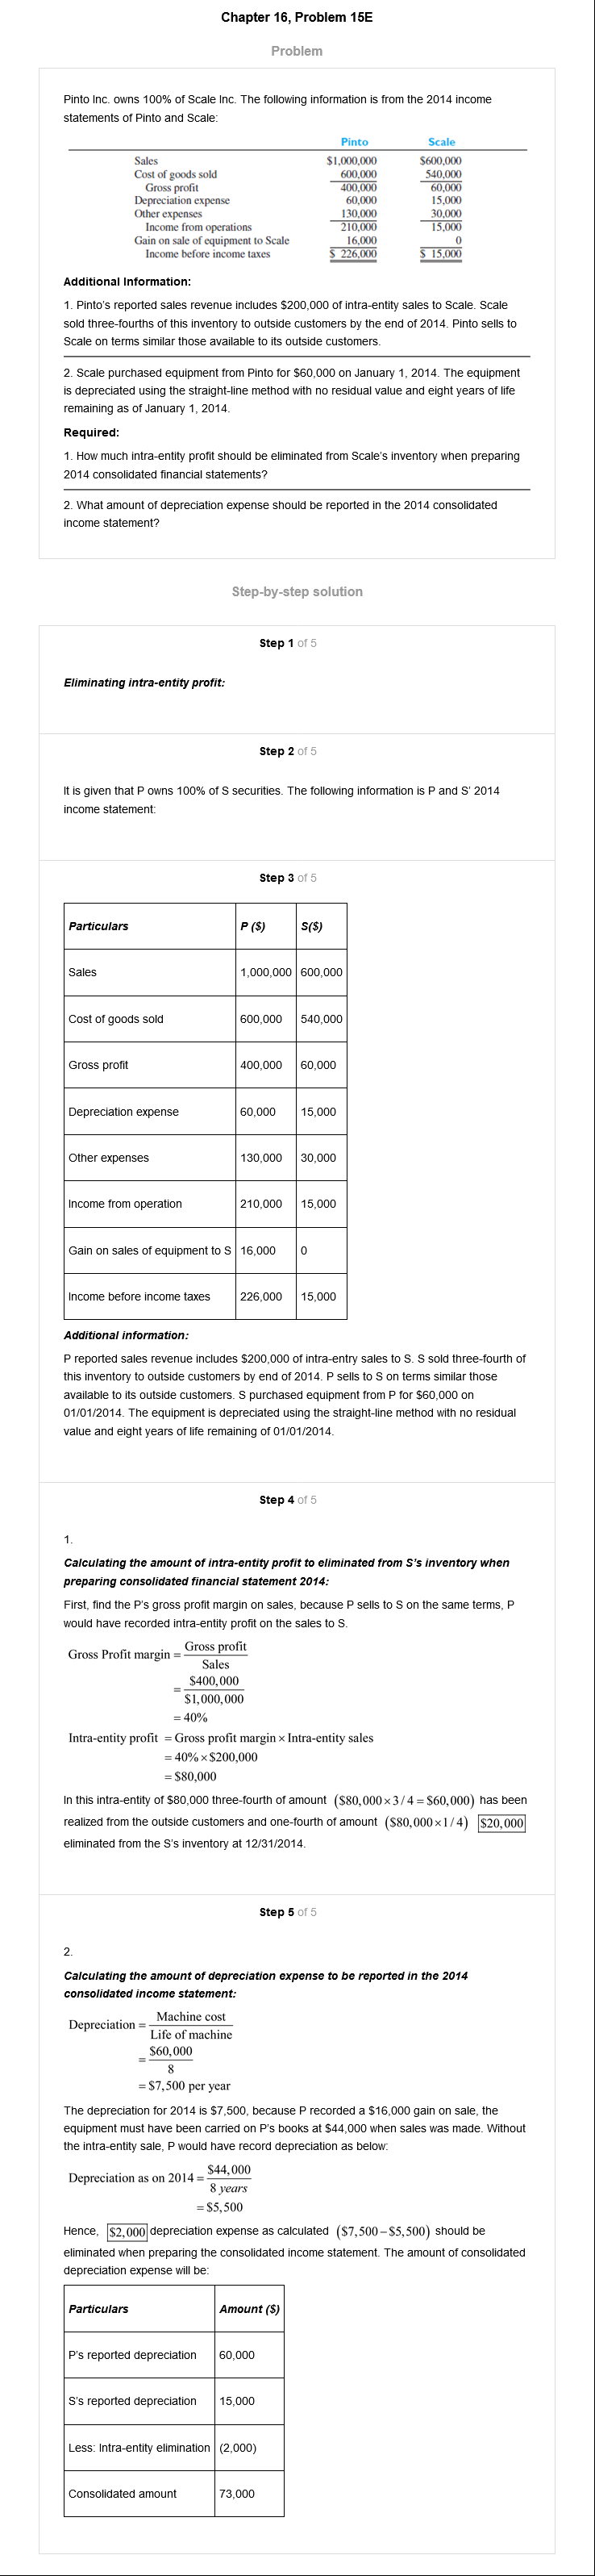 Chapter 16, Problem 15E
Problem
Pinto Inc. owns 100% of Scale Inc. The following information is from the 2014 income
statements of Pinto and Scale:
Pinto Scale
Sales $1,000,000 $600,000
Cost of goods sold 600,000 540,000
Gross profit 400,000 60,000
Depreciation expense 60,000 15,000
Other expenses 130,000 30,000
Income from operations 210,000 15,000
Gain on sale of equipment to Scale 16,000 0
Income before income taxes $ 226,000 $ 15,000
Additional Information:
1. Pinto's reported sales revenue includes $200,000 of intra-entity sales to Scale. Scale
sold three-fourths of this inventory to outside customers by the end of 2014. Pinto sells to
Scale on terms similar those available to its outside customers.
2. Scale purchased equipment from Pinto for $60,000 on January 1, 2014. The equipment
is depreciated using the straight-line method with no residual value and eight years of life
remaining as of January 1, 2014.
Required:
1. How much intra-entity profit should be eliminated from Scale's inventory when preparing
2014 consolidated financial statements?
2. What amount of depreciation expense should be reported in the 2014 consolidated
income statement?
Step-by-step solution
Step 1 of 5
Eliminating intra-entity profit:
Step 2 of 5
It is given that P owns 100% of S securities. The following information is P and S' 2014
income statement:
Step 3 of 5
Particulars P ($) S($)
Sales 1,000,000 600,000
Cost of goods sold 600,000 540,000
Gross profit 400,000 60,000
Depreciation expense 60,000 15,000
Other expenses 130,000 30,000
Income from operation 210,000 15,000
Gain on sales of equipment to S 16,000 0
Income before income taxes 226,000 15,000
Additional information:
P reported sales revenue includes $200,000 of intra-entry sales to S. S sold three-fourth of
this inventory to outside customers by end of 2014. P sells to S on terms similar those
available to its outside customers. S purchased equipment from P for $60,000 on
01/01/2014. The equipment is depreciated using the straight-line method with no residual
value and eight years of life remaining of 01/01/2014.
Step 4 of 5
1.
Calculating the amount of intra-entity profit to eliminated from S's inventory when
preparing consolidated financial statement 2014:
First, find the P's gross profit margin on sales, because P sells to S on the same terms, P
would have recorded intra-entity profit on the sales to S.
Gross Profit margin = Gross profit / Sales
= $400,000 / $1,000,000
= 40%
Intra-entity profit = Gross profit margin × Intra-entity sales
= 40% × $200,000
= $80,000
In this intra-entity of $80,000 three-fourth of amount ($80,000 × 3 / 4 = $60,000) has been
realized from the outside customers and one-fourth of amount ($80,000 × 1 / 4) $20,000
eliminated from the S's inventory at 12/31/2014.
Step 5 of 5
2.
Calculating the amount of depreciation expense to be reported in the 2014
consolidated income statement:
Depreciation = Machine cost / Life of machine
= $60,000 / 8
= $7,500 per year
The depreciation for 2014 is $7,500, because P recorded a $16,000 gain on sale, the
equipment must have been carried on P's books at $44,000 when sales was made. Without
the intra-entity sale, P would have record depreciation as below:
Depreciation as on 2014 = $44,000 / 8 years
= $5,500
Hence, $2,000 depreciation expense as calculated ($7,500 – $5,500) should be
eliminated when preparing the consolidated income statement. The amount of consolidated
depreciation expense will be:
Particulars Amount ($)
P's reported depreciation 60,000
S's reported depreciation 15,000
Less: Intra-entity elimination (2,000)
Consolidated amount 73,000